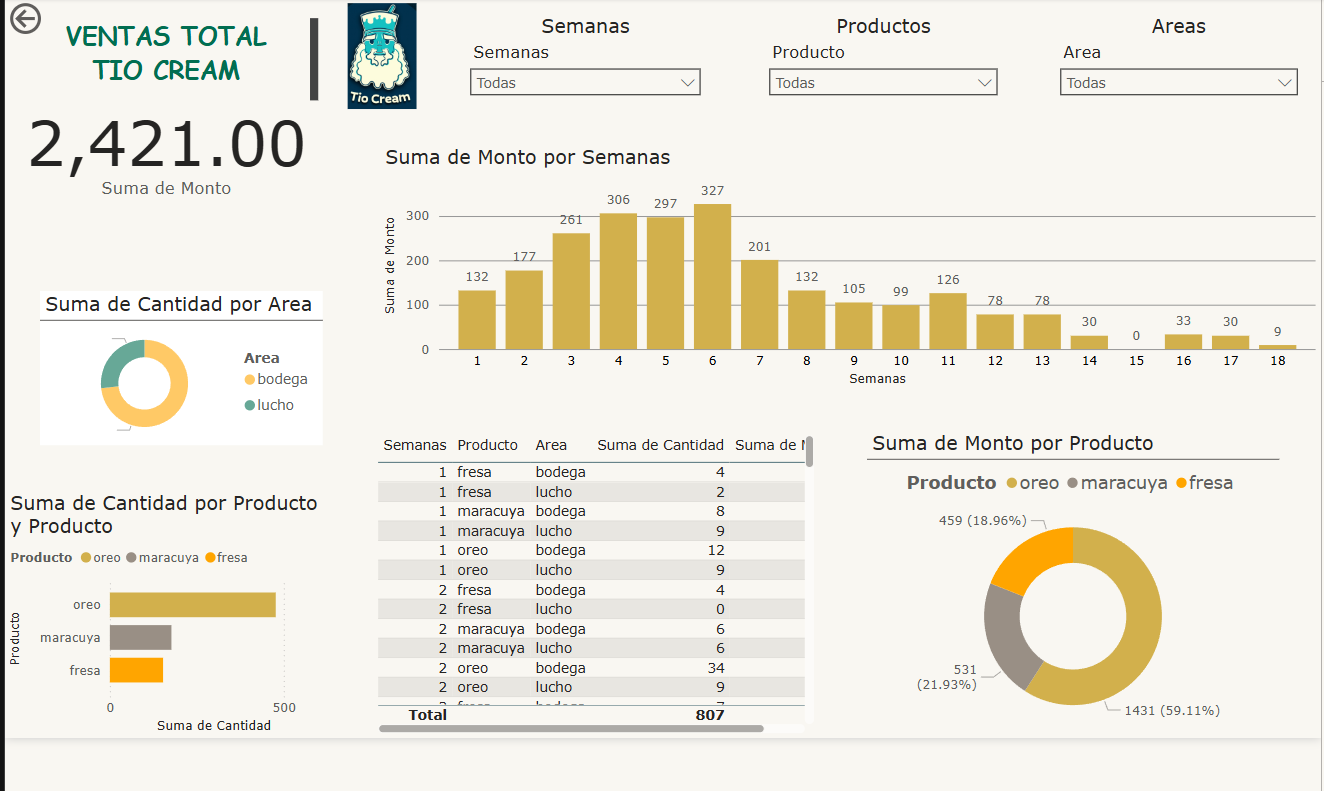 VENTAS TOTAL
TIO CREAM
Tio Cream
Semanas
Semanas
Todas
Productos
Producto
Todas
Areas
Area
Todas
2,421.00
Suma de Monto
Suma de Monto por Semanas
Suma de Monto
300
200
100
0
132
177
261
306
297
327
201
132
105
99
126
78
78
30
0
33
30
9
1 2 3 4 5 6 7 8 9 10 11 12 13 14 15 16 17 18
Semanas
Suma de Cantidad por Area
Area
bodega
lucho
Suma de Cantidad por Producto
y Producto
Producto oreo maracuya fresa
Producto
oreo
maracuya
fresa
0 500
Suma de Cantidad
Semanas Producto Area Suma de Cantidad Suma de
1 fresa bodega 4
1 fresa lucho 2
1 maracuya bodega 8
1 maracuya lucho 9
1 oreo bodega 12
1 oreo lucho 9
2 fresa bodega 4
2 fresa lucho 0
2 maracuya bodega 6
2 maracuya lucho 6
2 oreo bodega 34
2 oreo lucho 9
Total 807
Suma de Monto por Producto
Producto oreo maracuya fresa
459 (18.96%)
531
(21.93%)
1431 (59.11%)